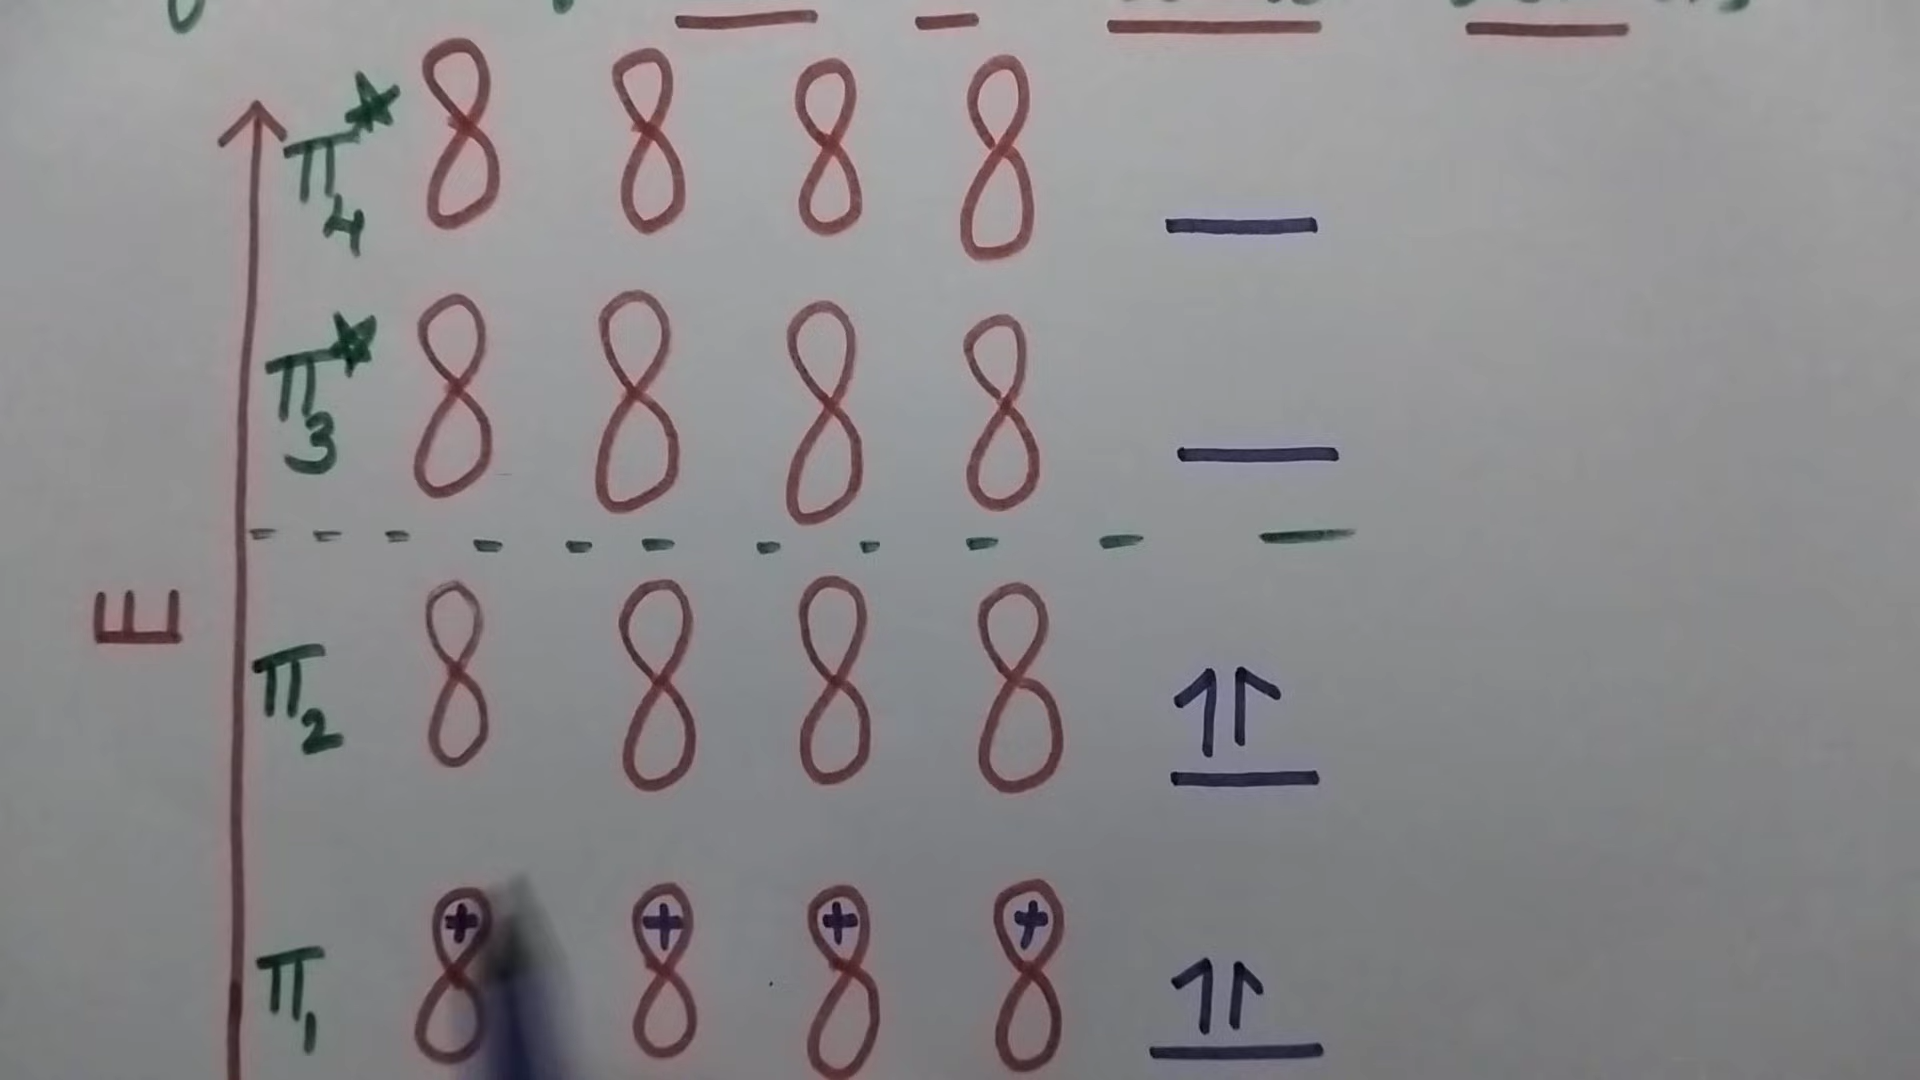 π₄*
π₃*
E
π₂
+ + + +
π₁